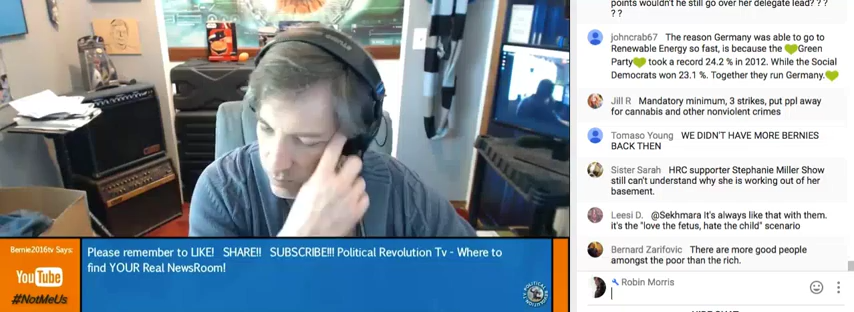 points wouldn't he still go over her delegate lead? ? ?
? ?
johncrab67 The reason Germany was able to go to
Renewable Energy so fast, is because the 💚Green
Party💚 took a record 24.2 % in 2012. While the Social
Democrats won 23.1 %. Together they run Germany.💚
Jill R Mandatory minimum, 3 strikes, put ppl away
for cannabis and other nonviolent crimes
Tomaso Young WE DIDN'T HAVE MORE BERNIES
BACK THEN
Sister Sarah HRC supporter Stephanie Miller Show
still can't understand why she is working out of her
basement.
Leesi D. @Sekhmara It's always like that with them.
it's the "love the fetus, hate the child" scenario
Bernard Zarifovic There are more good people
amongst the poor than the rich.
Robin Morris
Bernie2016tv Says:
YouTube
#NotMeUs
Please remember to LIKE! SHARE!! SUBSCRIBE!!! Political Revolution Tv - Where to
find YOUR Real NewsRoom!